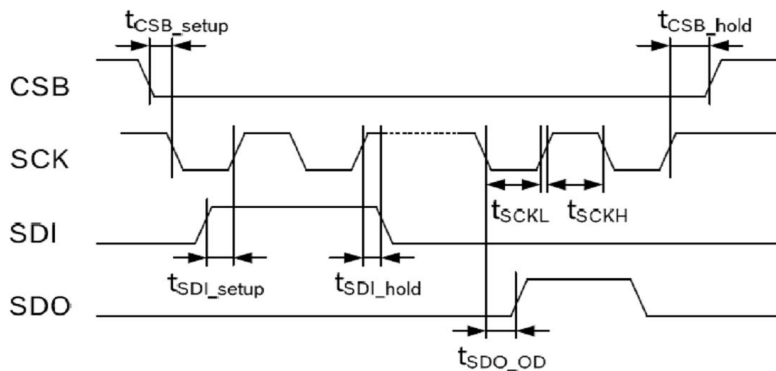 tCSB_setup
tCSB_hold
CSB
SCK
tSCKL
tSCKH
SDI
tSDI_setup
tSDI_hold
SDO
tSDO_OD